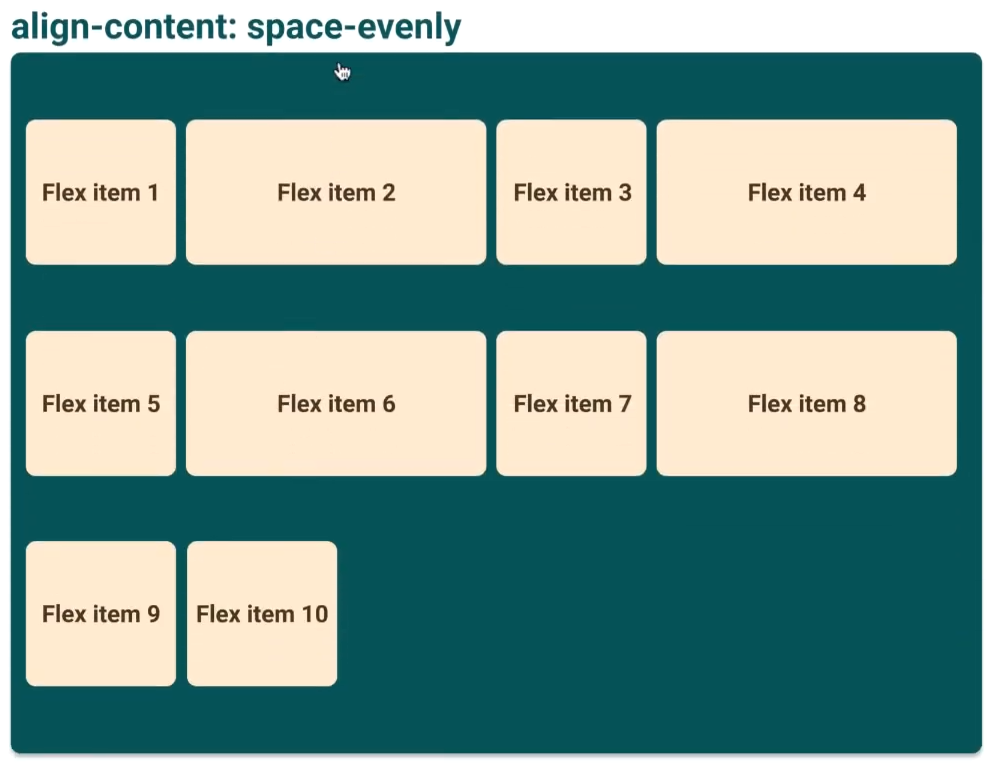 align-content: space-evenly
Flex item 1
Flex item 2
Flex item 3
Flex item 4
Flex item 5
Flex item 6
Flex item 7
Flex item 8
Flex item 9
Flex item 10